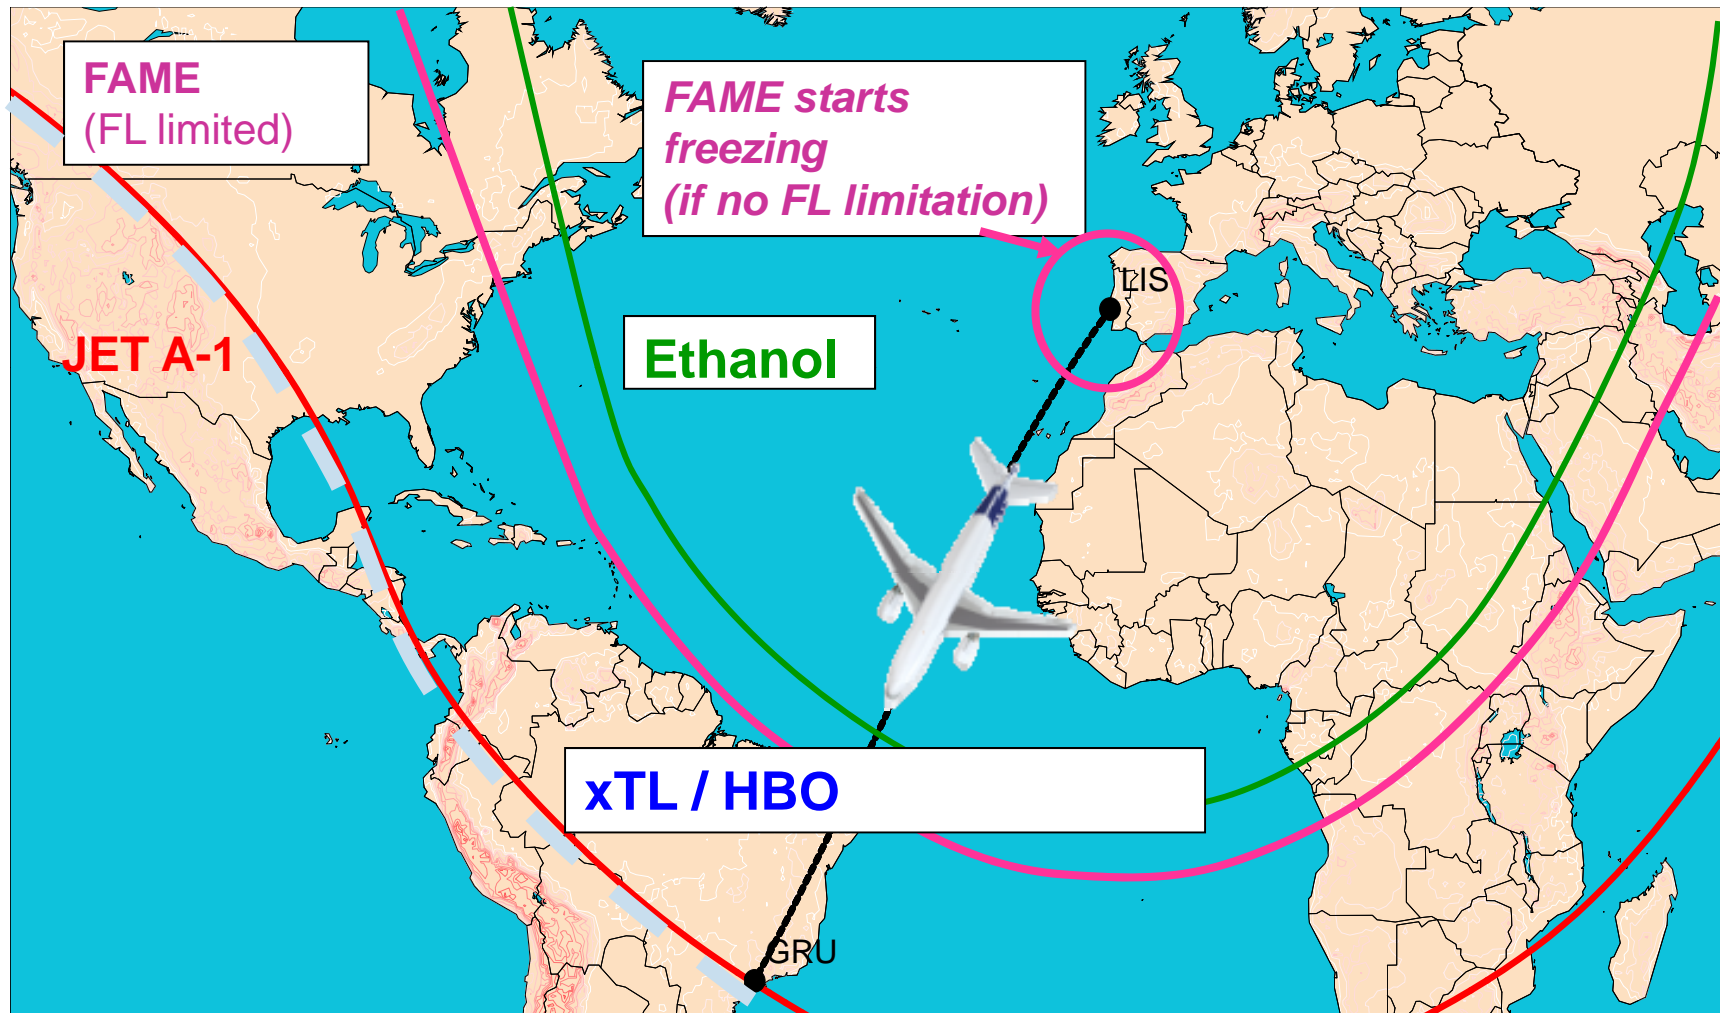 FAME
(FL limited)
FAME starts
freezing
(if no FL limitation)
LIS
Ethanol
JET A-1
xTL / HBO
GRU